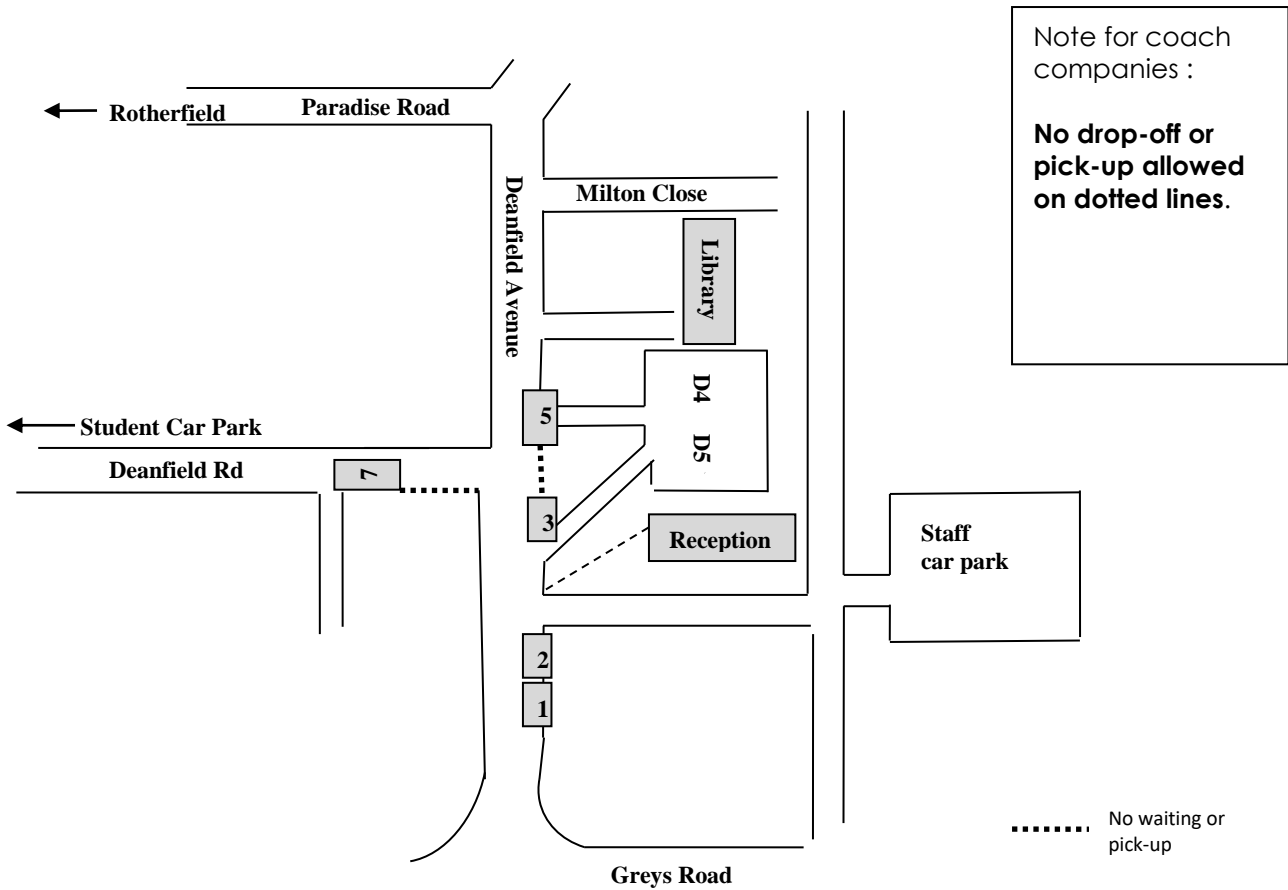 Note for coach
companies :
No drop-off or
pick-up allowed
on dotted lines.
Rotherfield
Paradise Road
Deanfield Avenue
Milton Close
Library
D4
D5
5
Student Car Park
Deanfield Rd
7
3
Reception
Staff
car park
2
1
No waiting or
pick-up
Greys Road